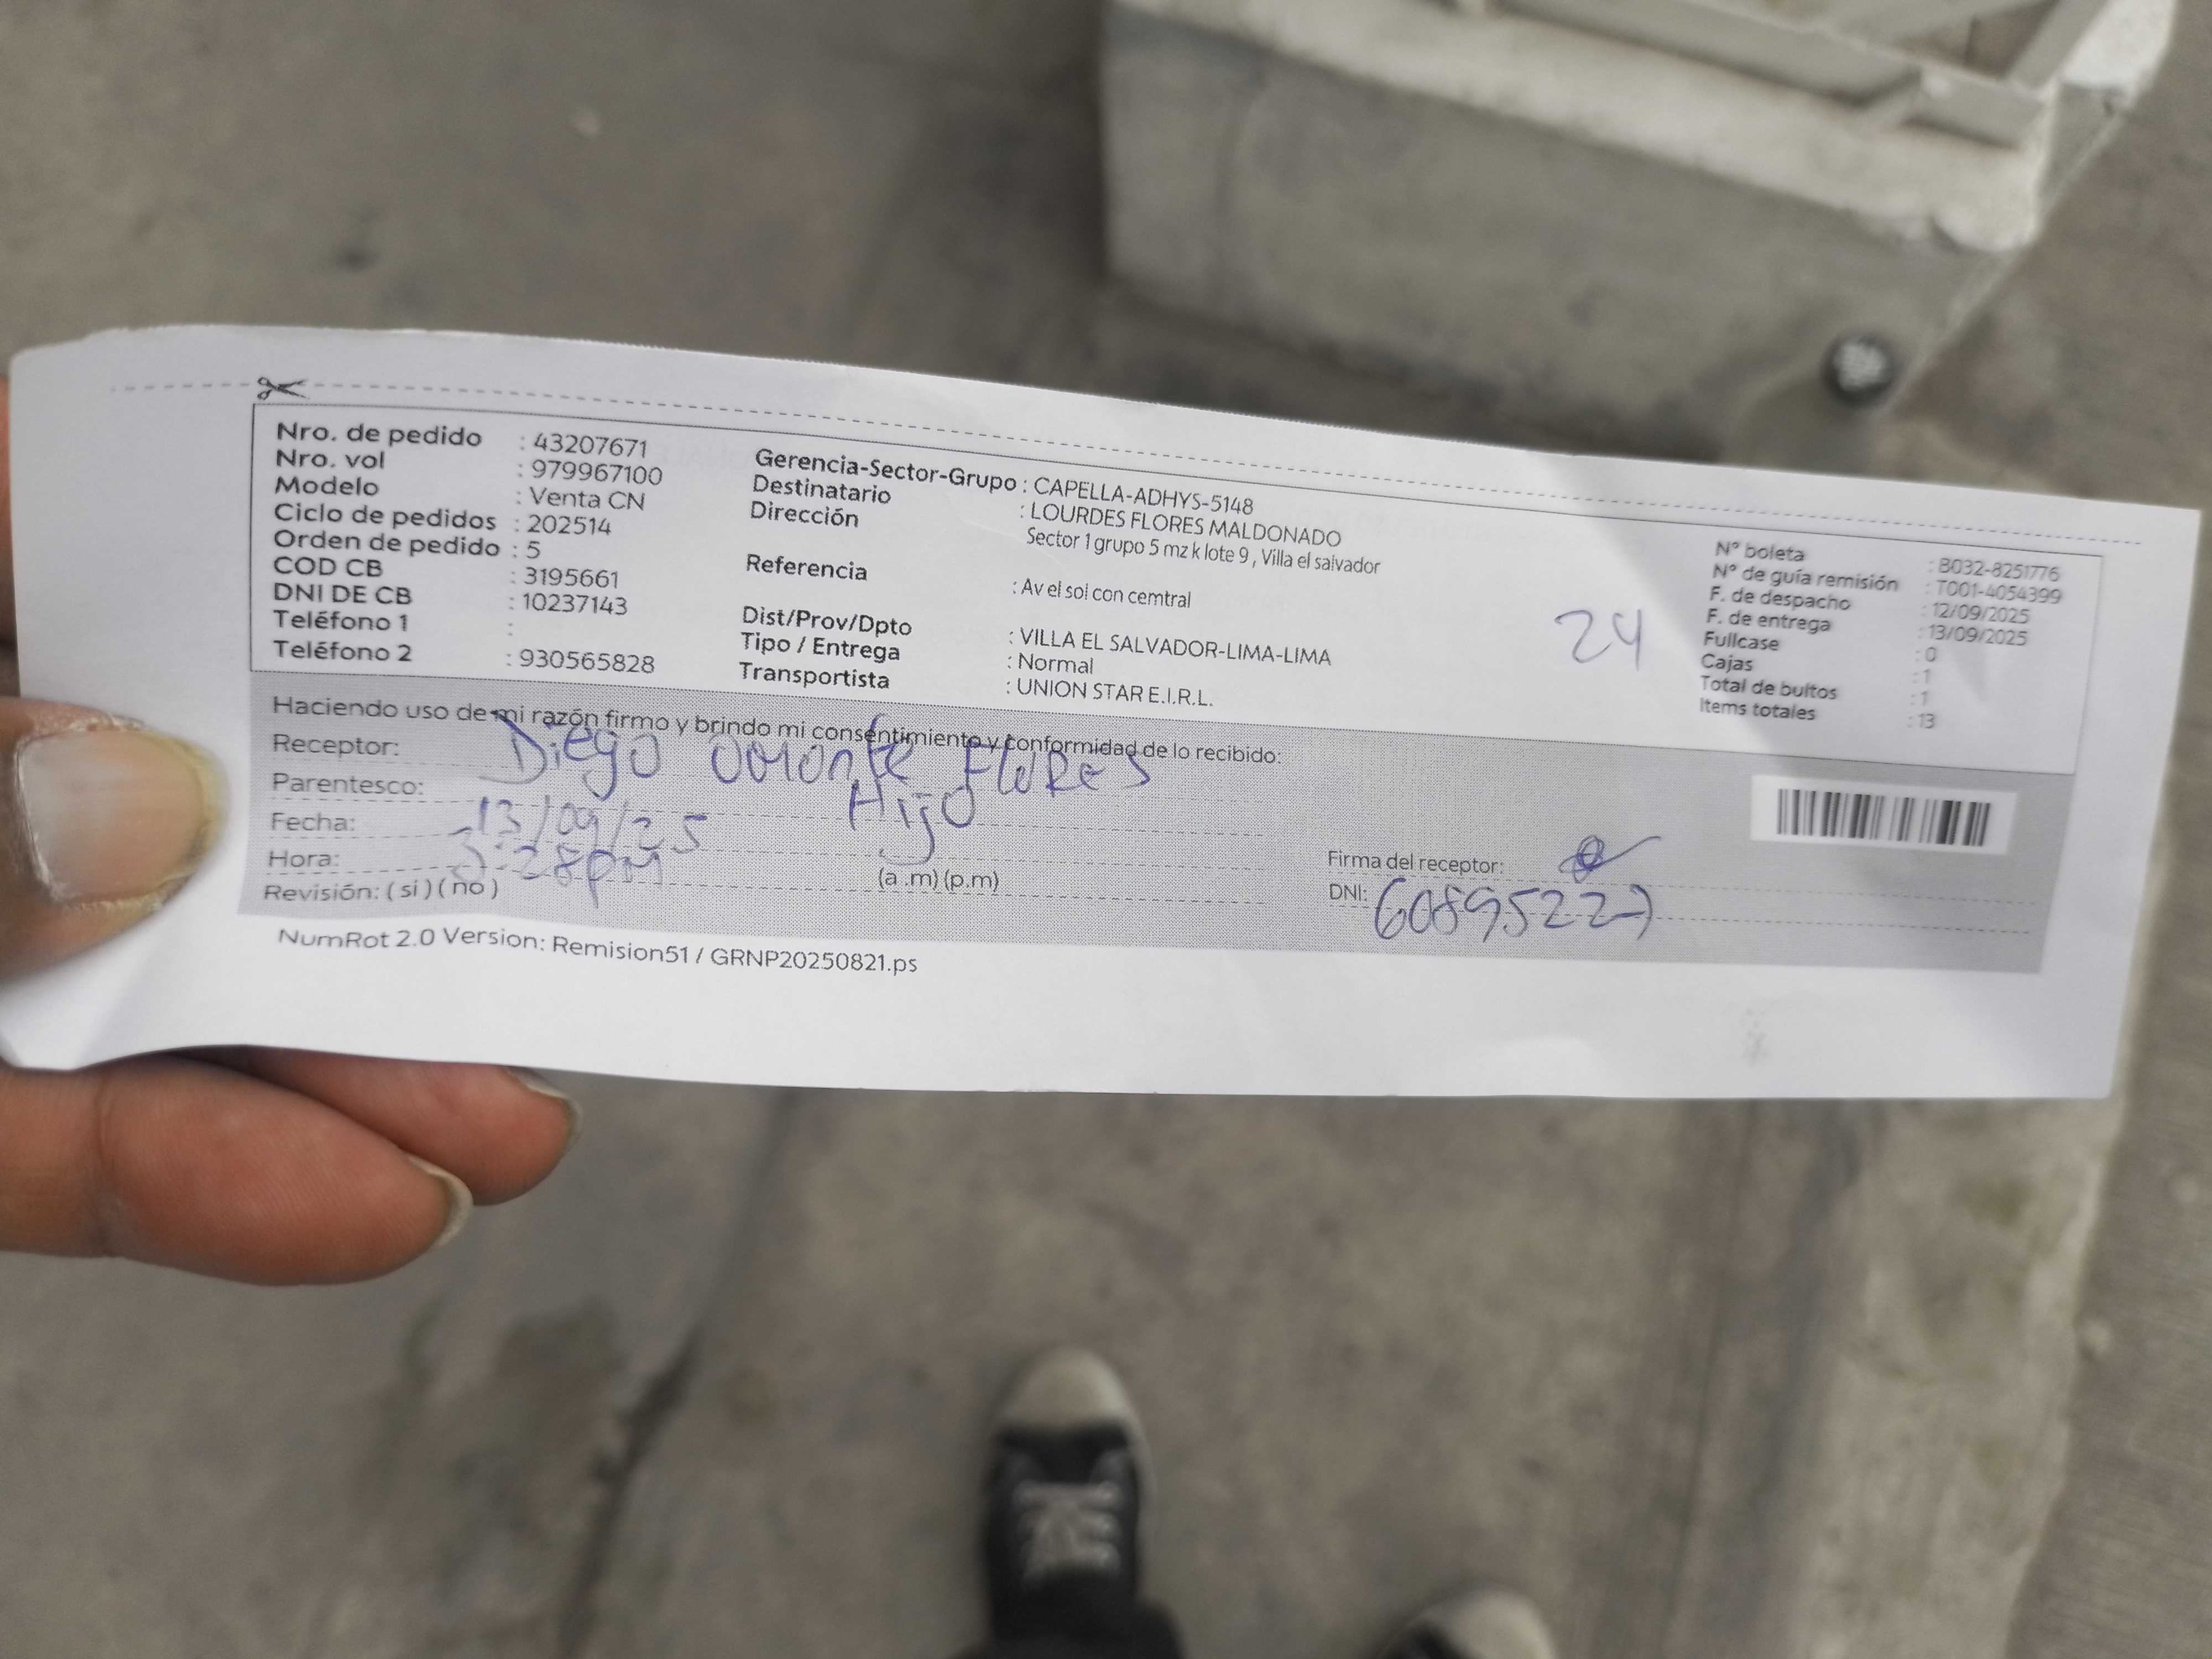 Nro. de pedido : 43207671
Nro. vol : 979967100
Modelo : Venta CN
Ciclo de pedidos : 202514
Orden de pedido : 5
COD CB : 3195661
DNI DE CB : 10237143
Teléfono 1 :
Teléfono 2 : 930565828
Gerencia-Sector-Grupo : CAPELLA-ADHYS-5148
Destinatario : LOURDES FLORES MALDONADO
Dirección Sector 1 grupo 5 mz k lote 9 , Villa el salvador
Referencia : Av el sol con cemtral
Dist/Prov/Dpto : VILLA EL SALVADOR-LIMA-LIMA
Tipo / Entrega : Normal
Transportista : UNION STAR E.I.R.L.
24
N° boleta : B032-8251776
N° de guía remisión : T001-4054399
F. de despacho : 12/09/2025
F. de entrega : 13/09/2025
Fullcase : 0
Cajas : 1
Total de bultos : 1
Items totales : 13
Haciendo uso de mi razón firmo y brindo mi consentimiento y conformidad de lo recibido:
Receptor: Diego FLORES
Parentesco: Hijo
Fecha: 13/09/25
Hora: 3:28pm (a .m) (p.m)
Revisión: ( si ) ( no )
Firma del receptor:
DNI: 60895227
NumRot 2.0 Version: Remision51 / GRNP20250821.ps